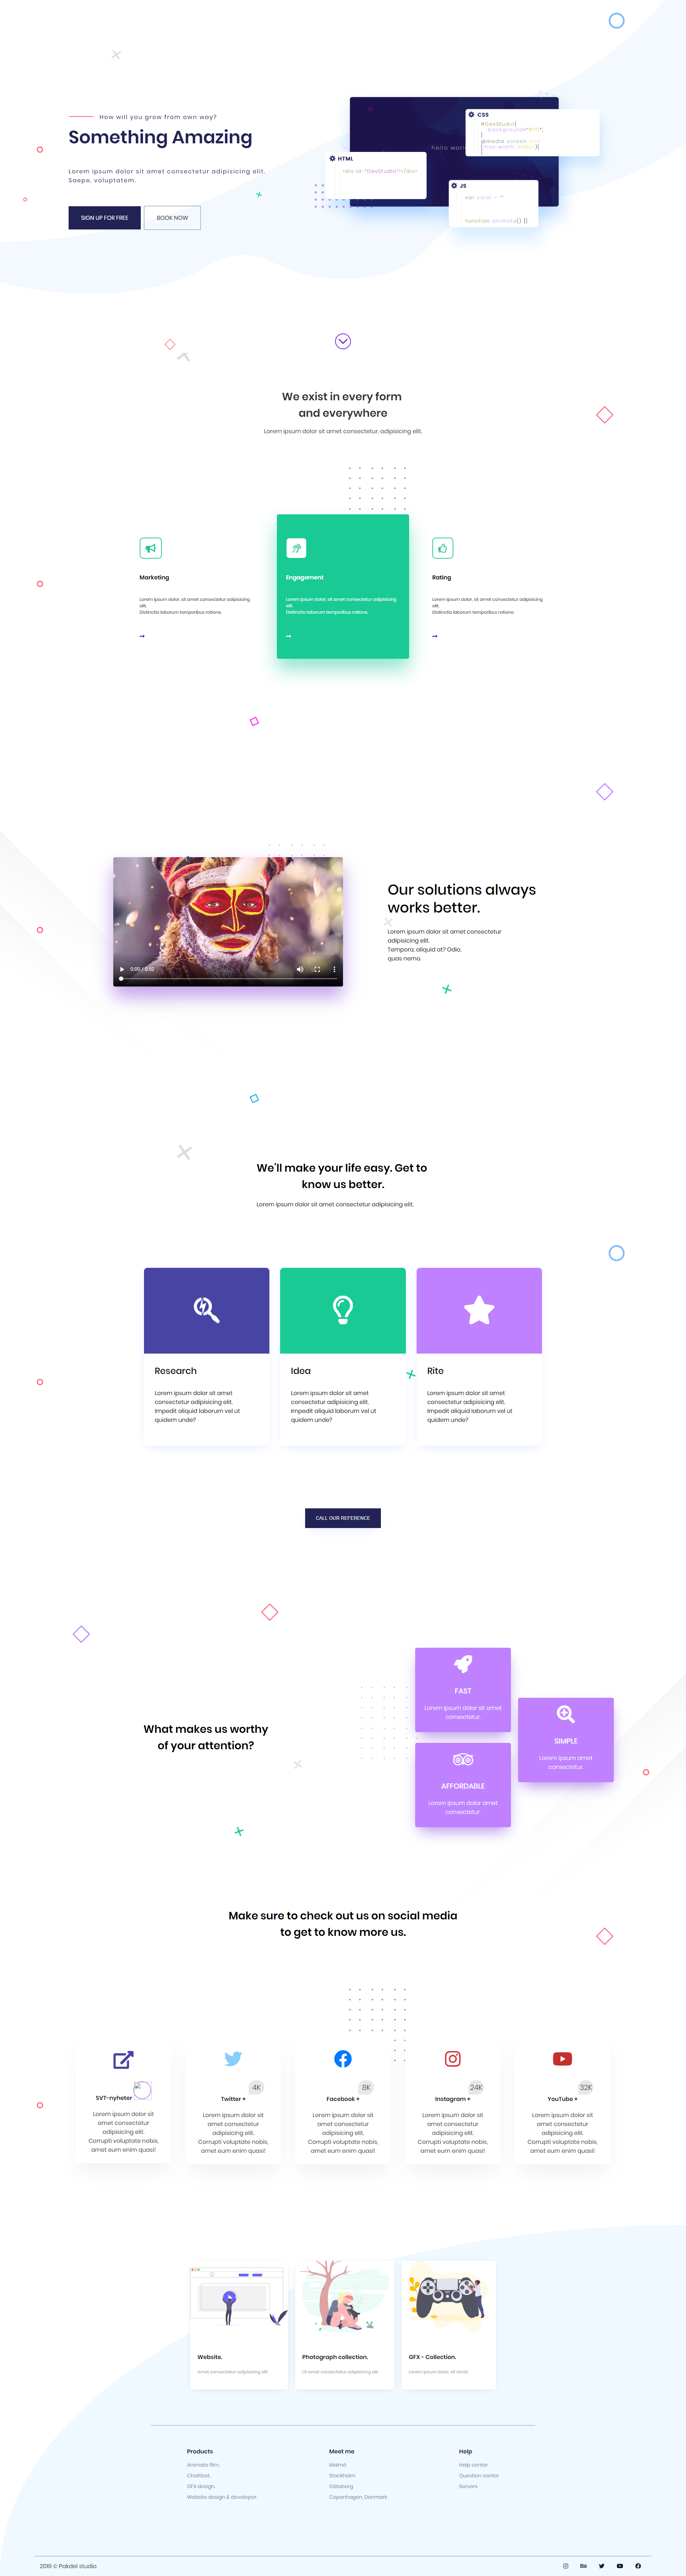 How will you grow from own way?
Something Amazing
Lorem ipsum dolor sit amet consectetur adipisicing elit.
Saepe, voluptatem.
SIGN UP FOR FREE
BOOK NOW
CSS
#DevStudio{
background="#fff";
}
@media screen and
(max-width:
hello worl
HTML
<div id="DevStudio"></div>
JS
var color =
function animate() {}
We exist in every form
and everywhere
Lorem ipsum dolor sit amet consectetur, adipisicing elit.
Marketing
Lorem ipsum dolor, sit amet consectetur adipisicing
elit.
Distinctio laborum temporibus ratione.
Engagement
Lorem ipsum dolor, sit amet consectetur adipisicing
elit.
Distinctio laborum temporibus ratione.
Rating
Lorem ipsum dolor, sit amet consectetur adipisicing
elit.
Distinctio laborum temporibus ratione.
0:00 / 0:52
Our solutions always
works better.
Lorem ipsum dolor sit amet consectetur
adipisicing elit.
Tempora, aliquid at? Odio,
quas nemo.
We'll make your life easy. Get to
know us better.
Lorem ipsum dolor sit amet consectetur adipisicing elit.
Research
Lorem ipsum dolor sit amet
consectetur adipisicing elit.
Impedit aliquid laborum vel ut
quidem unde?
Idea
Lorem ipsum dolor sit amet
consectetur adipisicing elit.
Impedit aliquid laborum vel ut
quidem unde?
Rite
Lorem ipsum dolor sit amet
consectetur adipisicing elit.
Impedit aliquid laborum vel ut
quidem unde?
CALL OUR REFERENCE
What makes us worthy
of your attention?
FAST
Lorem ipsum dolor sit amet
consectetur.
SIMPLE
Lorem ipsum amet
consectetur.
AFFORDABLE
Lorem ipsum dolor amet
consectetur.
Make sure to check out us on social media
to get to know more us.
SVT-nyheter
Lorem ipsum dolor sit
amet consectetur
adipisicing elit.
Corrupti voluptate nobis,
amet eum enim quasi!
4K
Twitter +
Lorem ipsum dolor sit
amet consectetur
adipisicing elit.
Corrupti voluptate nobis,
amet eum enim quasi!
8K
Facebook +
Lorem ipsum dolor sit
amet consectetur
adipisicing elit.
Corrupti voluptate nobis,
amet eum enim quasi!
24K
Instagram +
Lorem ipsum dolor sit
amet consectetur
adipisicing elit.
Corrupti voluptate nobis,
amet eum enim quasi!
32K
YouTube +
Lorem ipsum dolor sit
amet consectetur
adipisicing elit.
Corrupti voluptate nobis,
amet eum enim quasi!
Website.
Amet consectetur adipisicing elit.
Photograph collection.
Ut amet consectetur adipisicing elit.
GFX - Collection.
Lorem ipsum dolor, sit amet.
Products
Animate film.
Chattbot.
GFX design.
Website design & developer.
Meet me
Malmö
Stockholm
Göteborg
Copenhagen, Danmark
Help
Help center
Question center
Servers
2019 © Pakdel studio